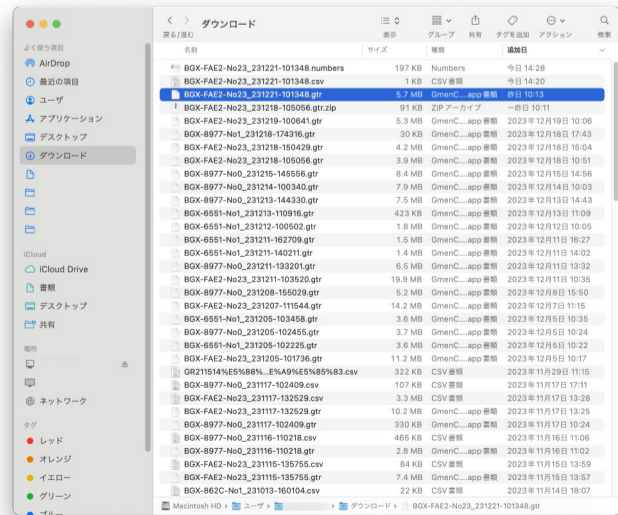 ダウンロード
戻る/進む
表示
グループ
共有
タグを追加
アクション
検索
よく使う項目
AirDrop
最近の項目
ユーザ
アプリケーション
デスクトップ
ダウンロード
iCloud
iCloud Drive
書類
デスクトップ
共有
場所
ネットワーク
タグ
レッド
オレンジ
イエロー
グリーン
ブルー
名前 サイズ 種類 追加日
BGX-FAE2-No23_231221-101348.numbers 197 KB Numbers 今日 14:28
BGX-FAE2-No23_231221-101348.csv 1 KB CSV書類 今日 14:20
BGX-FAE2-No23_231221-101348.gtr 5.7 MB GmenC....app 書類 昨日 10:13
BGX-FAE2-No23_231218-105056.gtr.zip 91 KB ZIPアーカイブ 一昨日 10:11
BGX-FAE2-No23_231219-100641.gtr 5.3 MB GmenC....app 書類 2023年12月19日 10:06
BGX-8977-No1_231218-174316.gtr 30 KB GmenC....app 書類 2023年12月18日 17:43
BGX-FAE2-No23_231218-150429.gtr 4.2 MB GmenC....app 書類 2023年12月18日 15:04
BGX-FAE2-No23_231218-105056.gtr 3.9 MB GmenC....app 書類 2023年12月18日 10:51
BGX-8977-No0_231215-145556.gtr 8.4 MB GmenC....app 書類 2023年12月15日 14:56
BGX-8977-No0_231214-100340.gtr 7.9 MB GmenC....app 書類 2023年12月14日 10:03
BGX-8977-No0_231213-144330.gtr 7.5 MB GmenC....app 書類 2023年12月13日 14:43
BGX-6551-No1_231213-110916.gtr 423 KB GmenC....app 書類 2023年12月13日 11:09
BGX-6551-No1_231212-100502.gtr 1.8 MB GmenC....app 書類 2023年12月12日 10:05
BGX-6551-No1_231211-162709.gtr 1.5 MB GmenC....app 書類 2023年12月11日 16:27
BGX-6551-No1_231211-140211.gtr 1.4 MB GmenC....app 書類 2023年12月11日 14:02
BGX-8977-No0_231211-133201.gtr 6.5 MB GmenC....app 書類 2023年12月11日 13:32
BGX-FAE2-No23_231211-103520.gtr 19.9 MB GmenC....app 書類 2023年12月11日 10:35
BGX-8977-No0_231208-155029.gtr 5.2 MB GmenC....app 書類 2023年12月8日 15:50
BGX-FAE2-No23_231207-111544.gtr 14.2 MB GmenC....app 書類 2023年12月7日 11:15
BGX-6551-No1_231205-103458.gtr 3.6 MB GmenC....app 書類 2023年12月5日 10:35
BGX-8977-No0_231205-102455.gtr 3.7 MB GmenC....app 書類 2023年12月5日 10:24
BGX-6551-No1_231205-102225.gtr 3.6 MB GmenC....app 書類 2023年12月5日 10:22
BGX-FAE2-No23_231205-101736.gtr 11.2 MB GmenC....app 書類 2023年12月5日 10:17
GR211514%E5%88%...E%A9%E5%85%83.csv 322 KB CSV書類 2023年11月29日 11:15
BGX-8977-No0_231117-102409.csv 107 KB CSV書類 2023年11月17日 17:11
BGX-FAE2-No23_231117-132529.csv 3.3 MB CSV書類 2023年11月17日 13:28
BGX-FAE2-No23_231117-132529.gtr 10.2 MB GmenC....app 書類 2023年11月17日 13:25
BGX-8977-No0_231117-102409.gtr 330 KB GmenC....app 書類 2023年11月17日 10:24
BGX-8977-No0_231116-110218.csv 465 KB CSV書類 2023年11月16日 11:06
BGX-8977-No0_231116-110218.gtr 2.8 MB GmenC....app 書類 2023年11月16日 11:02
BGX-FAE2-No23_231115-135755.csv 84 KB CSV書類 2023年11月15日 13:59
BGX-FAE2-No23_231115-135755.gtr 7.4 MB GmenC....app 書類 2023年11月15日 13:57
BGX-862C-No1_231013-160104.csv 22 KB CSV書類 2023年11月14日 18:07
Macintosh HD › ユーザ › › ダウンロード › BGX-FAE2-No23_231221-101348.gtr